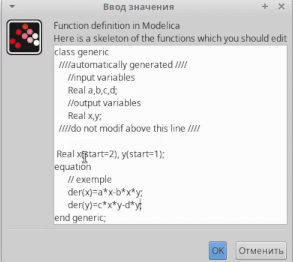 Ввод значения
Function definition in Modelica
Here is a skeleton of the functions which you should edit
class generic
////automatically generated ////
//input variables
Real a,b,c,d;
//output variables
Real x,y;
////do not modif above this line ////
Real x(start=2), y(start=1);
equation
// exemple
der(x)=a*x-b*x*y;
der(y)=c*x*y-d*y;
end generic;
OK
Отменить